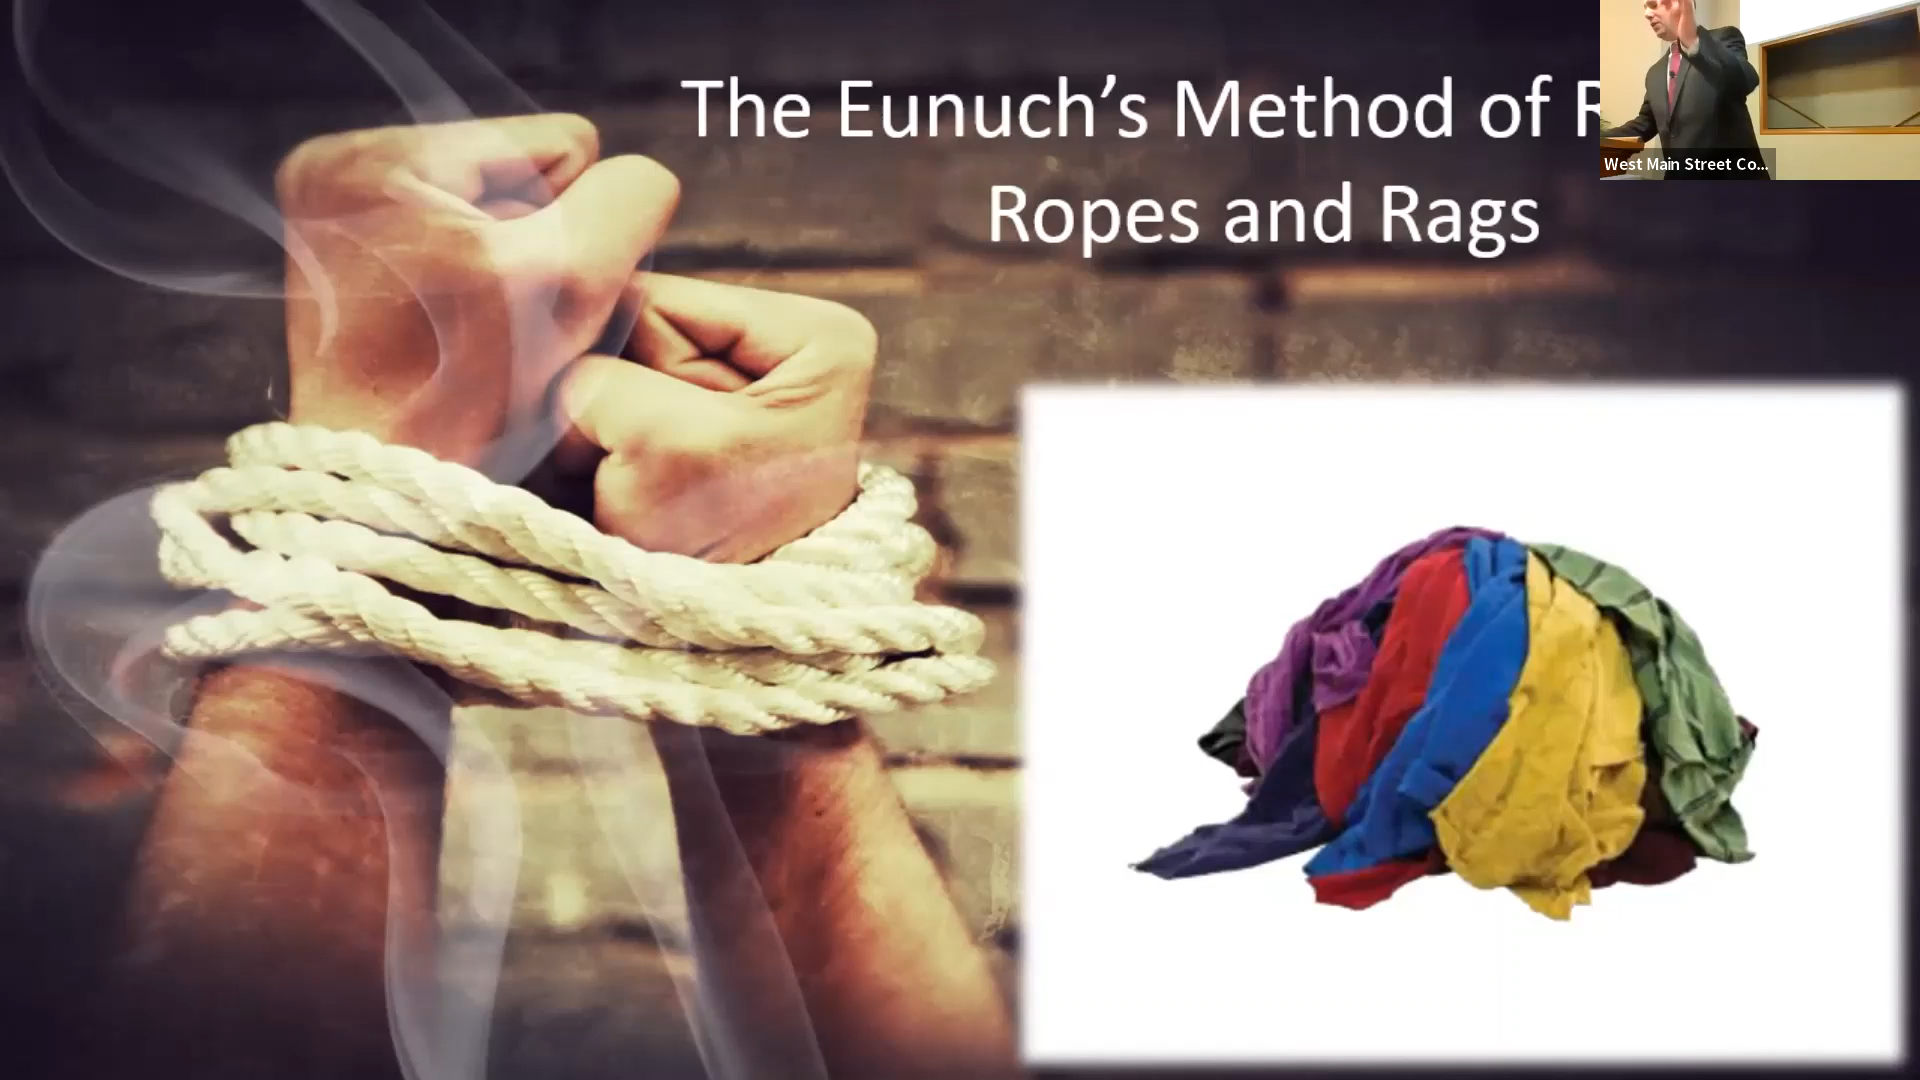 The Eunuch’s Method of
Ropes and Rags
West Main Street Co...